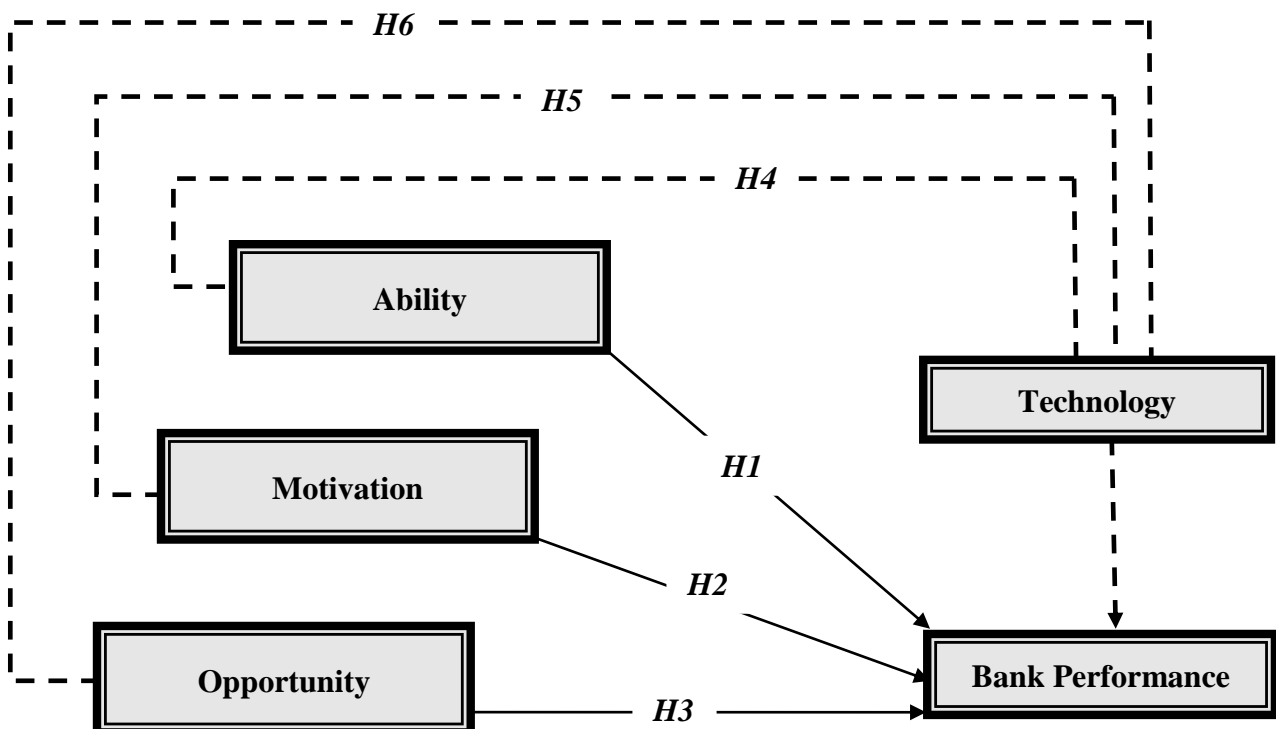 H6
H5
H4
Ability
Technology
H1
Motivation
H2
Opportunity
Bank Performance
H3